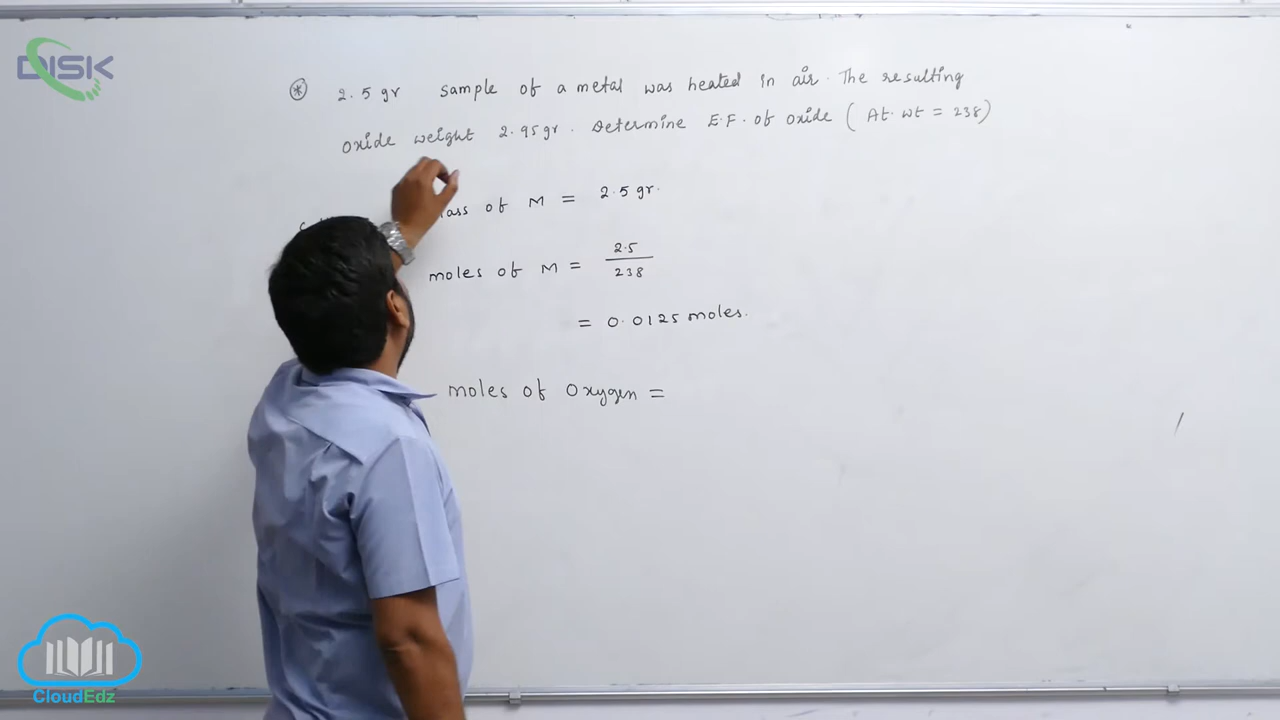 DISK
* 2.5 gr Sample of a metal was heated in air. The resulting
oxide weight 2.95 gr. Determine E.F. of oxide ( At. wt = 238)
of M = 2.5 gr.
moles of M = 2.5
238
= 0.0125 moles.
moles of Oxygen =
CloudEdz